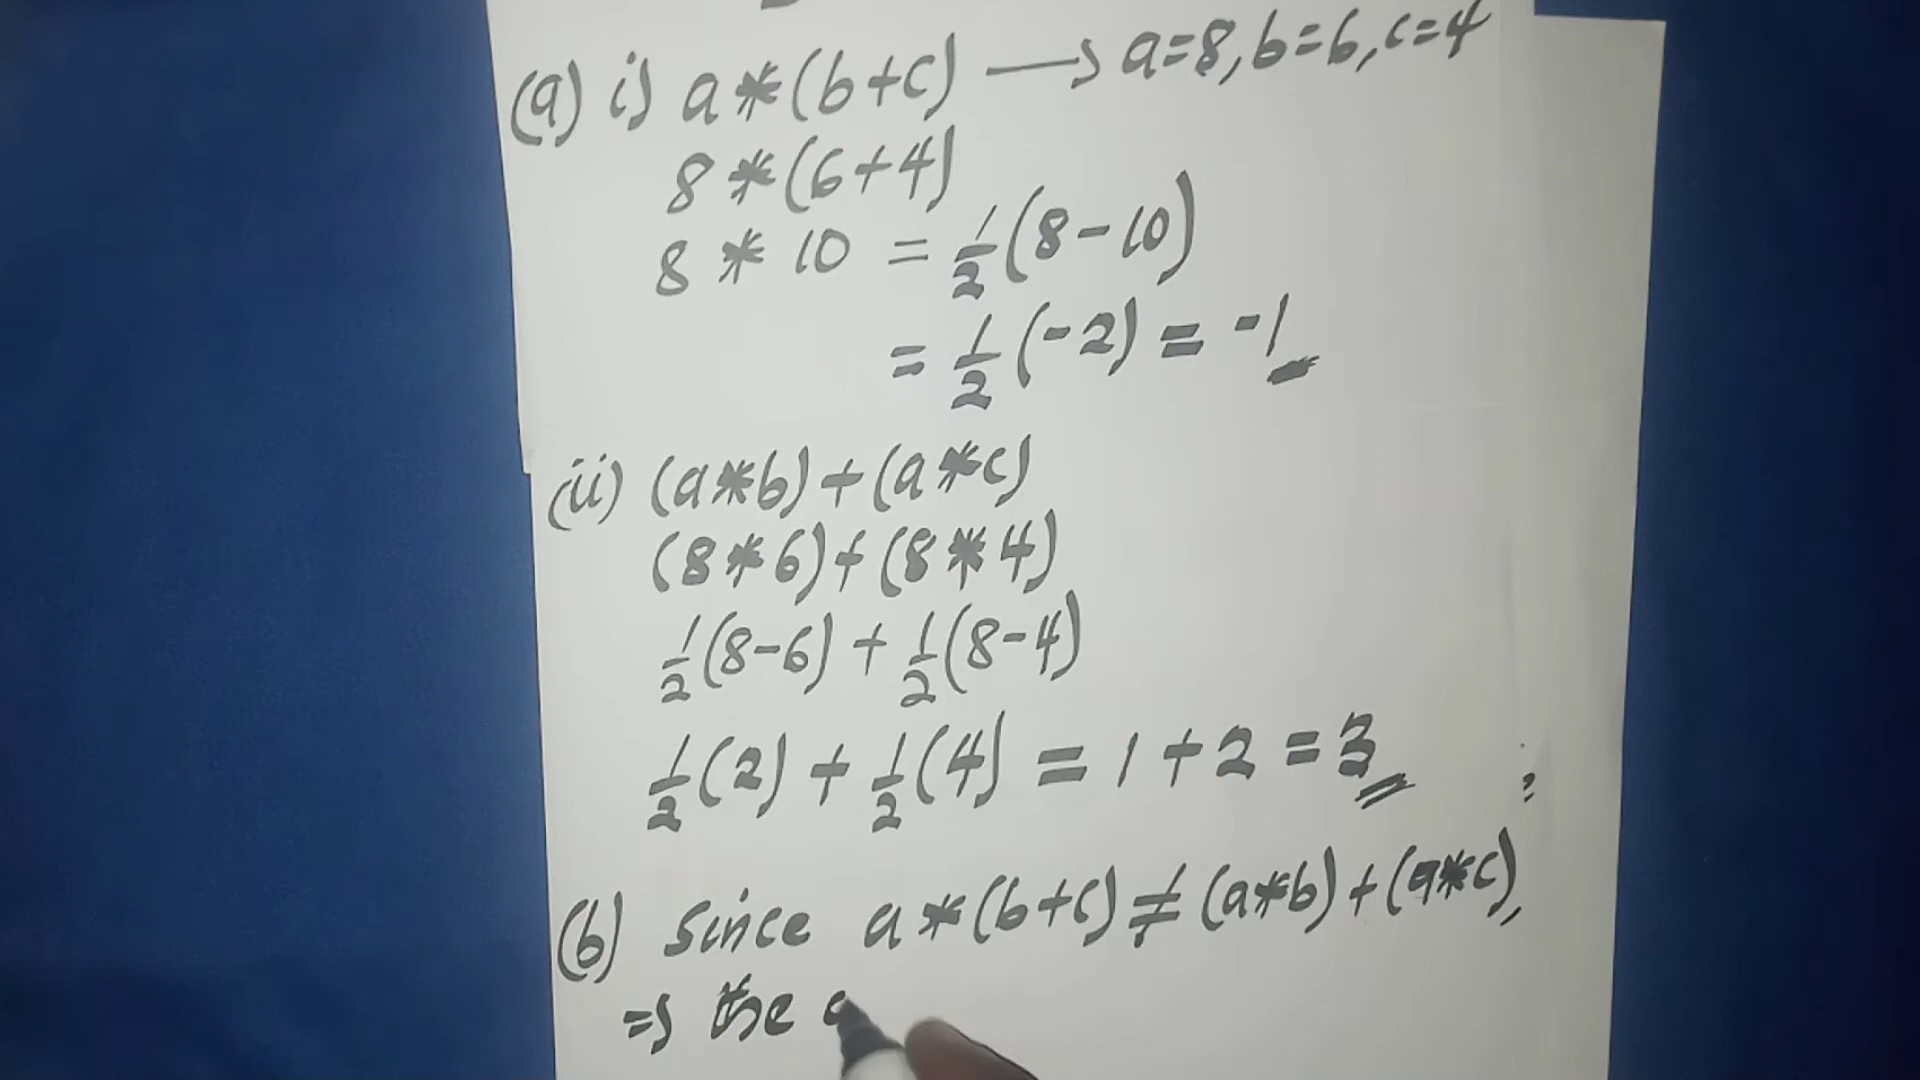 (a) i) a*(b+c) → a=8, b=6, c=4
8*(6+4)
8 * 10 = 1/2(8-10)
= 1/2(-2) = -1
(ii) (a*b)+(a*c)
(8*6)+(8*4)
1/2(8-6) + 1/2(8-4)
1/2(2) + 1/2(4) = 1+2 = 3
(b) since a*(b+c) ≠ (a*b)+(a*c),
⇒ the